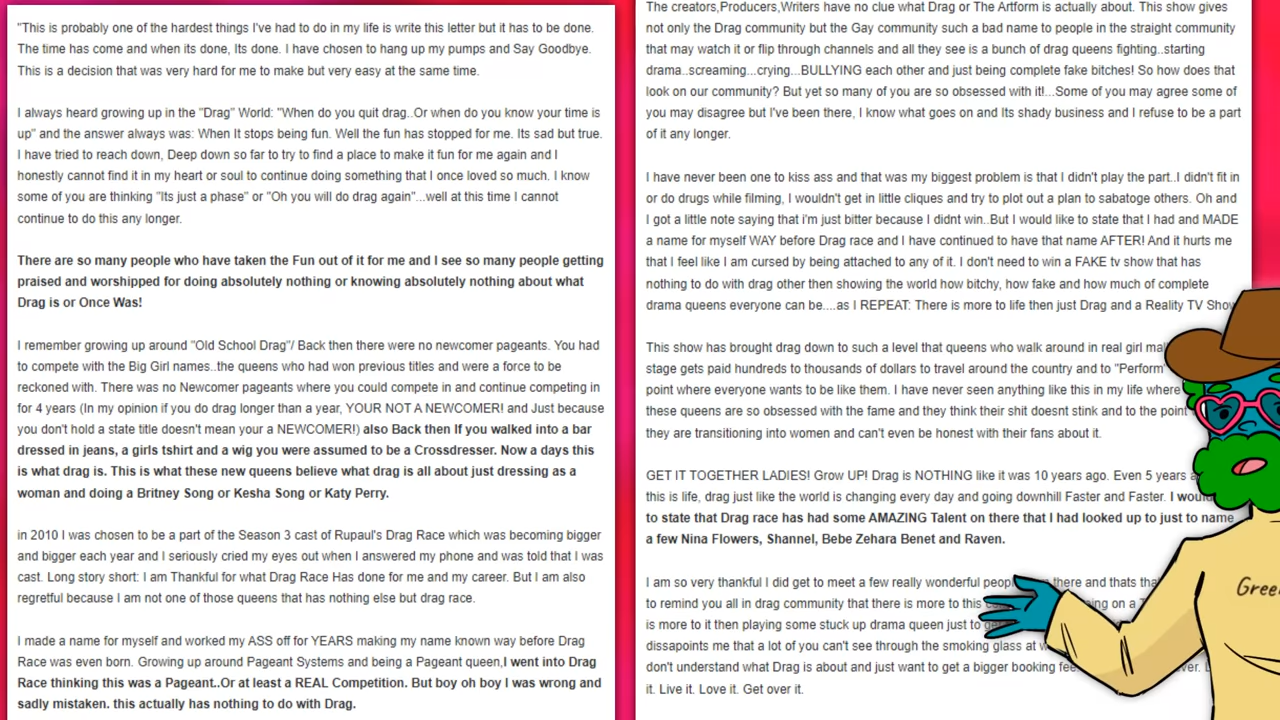 "This is probably one of the hardest things I've had to do in my life is write this letter but it has to be done.
The time has come and when its done, Its done. I have chosen to hang up my pumps and Say Goodbye.
This is a decision that was very hard for me to make but very easy at the same time.
I always heard growing up in the "Drag" World: "When do you quit drag..Or when do you know your time is
up" and the answer always was: When It stops being fun. Well the fun has stopped for me. Its sad but true.
I have tried to reach down, Deep down so far to try to find a place to make it fun for me again and I
honestly cannot find it in my heart or soul to continue doing something that I once loved so much. I know
some of you are thinking "Its just a phase" or "Oh you will do drag again"...well at this time I cannot
continue to do this any longer.
There are so many people who have taken the Fun out of it for me and I see so many people getting
praised and worshipped for doing absolutely nothing or knowing absolutely nothing about what
Drag is or Once Was!
I remember growing up around "Old School Drag"/ Back then there were no newcomer pageants. You had
to compete with the Big Girl names..the queens who had won previous titles and were a force to be
reckoned with. There was no Newcomer pageants where you could compete in and continue competing in
for 4 years (In my opinion if you do drag longer than a year, YOUR NOT A NEWCOMER! and Just because
you don't hold a state title doesn't mean your a NEWCOMER!) also Back then If you walked into a bar
dressed in jeans, a girls tshirt and a wig you were assumed to be a Crossdresser. Now a days this
is what drag is. This is what these new queens believe what drag is all about just dressing as a
woman and doing a Britney Song or Kesha Song or Katy Perry.
in 2010 I was chosen to be a part of the Season 3 cast of Rupaul's Drag Race which was becoming bigger
and bigger each year and I seriously cried my eyes out when I answered my phone and was told that I was
cast. Long story short: I am Thankful for what Drag Race Has done for me and my career. But I am also
regretful because I am not one of those queens that has nothing else but drag race.
I made a name for myself and worked my ASS off for YEARS making my name known way before Drag
Race was even born. Growing up around Pageant Systems and being a Pageant queen,I went into Drag
Race thinking this was a Pageant..Or at least a REAL Competition. But boy oh boy I was wrong and
sadly mistaken. this actually has nothing to do with Drag.
The creators,Producers,Writers have no clue what Drag or The Artform is actually about. This show gives
not only the Drag community but the Gay community such a bad name to people in the straight community
that may watch it or flip through channels and all they see is a bunch of drag queens fighting..starting
drama..screaming...crying...BULLYING each other and just being complete fake bitches! So how does that
look on our community? But yet so many of you are so obsessed with it!...Some of you may agree some of
you may disagree but I've been there, I know what goes on and Its shady business and I refuse to be a part
of it any longer.
I have never been one to kiss ass and that was my biggest problem is that I didn't play the part..I didn't fit in
or do drugs while filming, I wouldn't get in little cliques and try to plot out a plan to sabatoge others. Oh and
I got a little note saying that i'm just bitter because I didnt win..But I would like to state that I had and MADE
a name for myself WAY before Drag race and I have continued to have that name AFTER! And it hurts me
that I feel like I am cursed by being attached to any of it. I don't need to win a FAKE tv show that has
nothing to do with drag other then showing the world how bitchy, how fake and how much of complete
drama queens everyone can be....as I REPEAT: There is more to life then just Drag and a Reality TV Show
This show has brought drag down to such a level that queens who walk around in real girl
stage gets paid hundreds to thousands of dollars to travel around the country and to "Perform"
point where everyone wants to be like them. I have never seen anything like this in my life where
these queens are so obsessed with the fame and they think their shit doesnt stink and to the point
they are transitioning into women and can't even be honest with their fans about it.
GET IT TOGETHER LADIES! Grow UP! Drag is NOTHING like it was 10 years ago. Even 5 years
this is life, drag just like the world is changing every day and going downhill Faster and Faster. I
to state that Drag race has had some AMAZING Talent on there that I had looked up to just to name
a few Nina Flowers, Shannel, Bebe Zehara Benet and Raven.
I am so very thankful I did get to meet a few really wonderful there and thats
to remind you all in drag community that there is more to this on a
is more to it then playing some stuck up drama queen just to
dissapoints me that a lot of you can't see through the smoking glass at
don't understand what Drag is about and just want to get a bigger booking
it. Live it. Love it. Get over it.